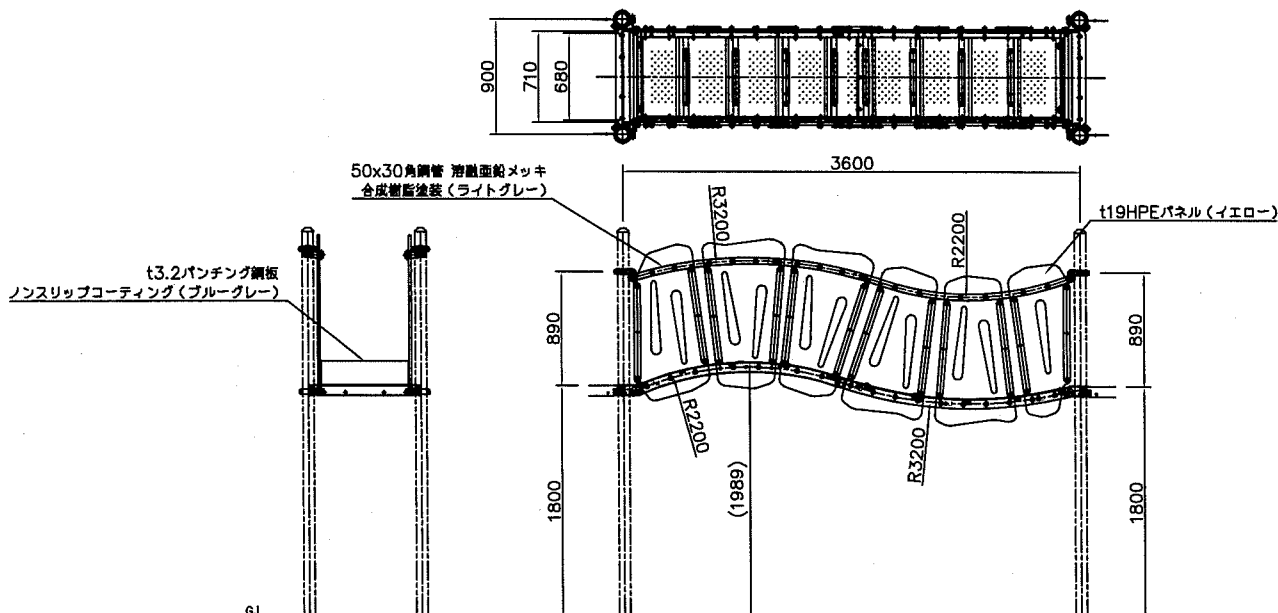 900
710
680
3600
50x30角鋼管 溶融亜鉛メッキ
合成樹脂塗装(ライトグレー)
R3200
R2200
t19HPEパネル(イエロー)
t3.2パンチング鋼板
ノンスリップコーティング(ブルーグレー)
890
890
R2200
R3200
(1989)
1800
1800